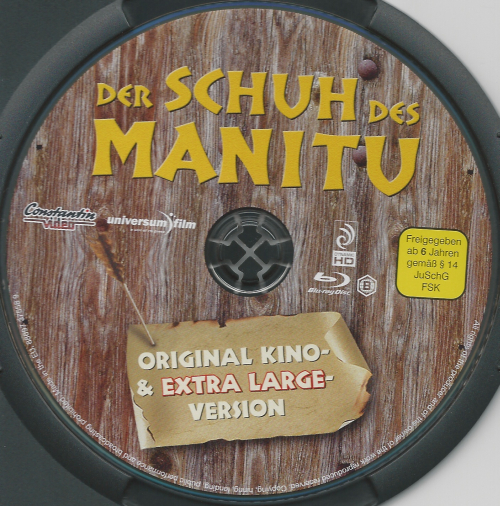 DER SCHUH DES
MANITU
Constantin
Video
universum film
HD
Blu-ray Disc
B
Freigegeben
ab 6 Jahren
gemäß § 14
JuSchG
FSK
ORIGINAL KINO-
& EXTRA LARGE-
VERSION